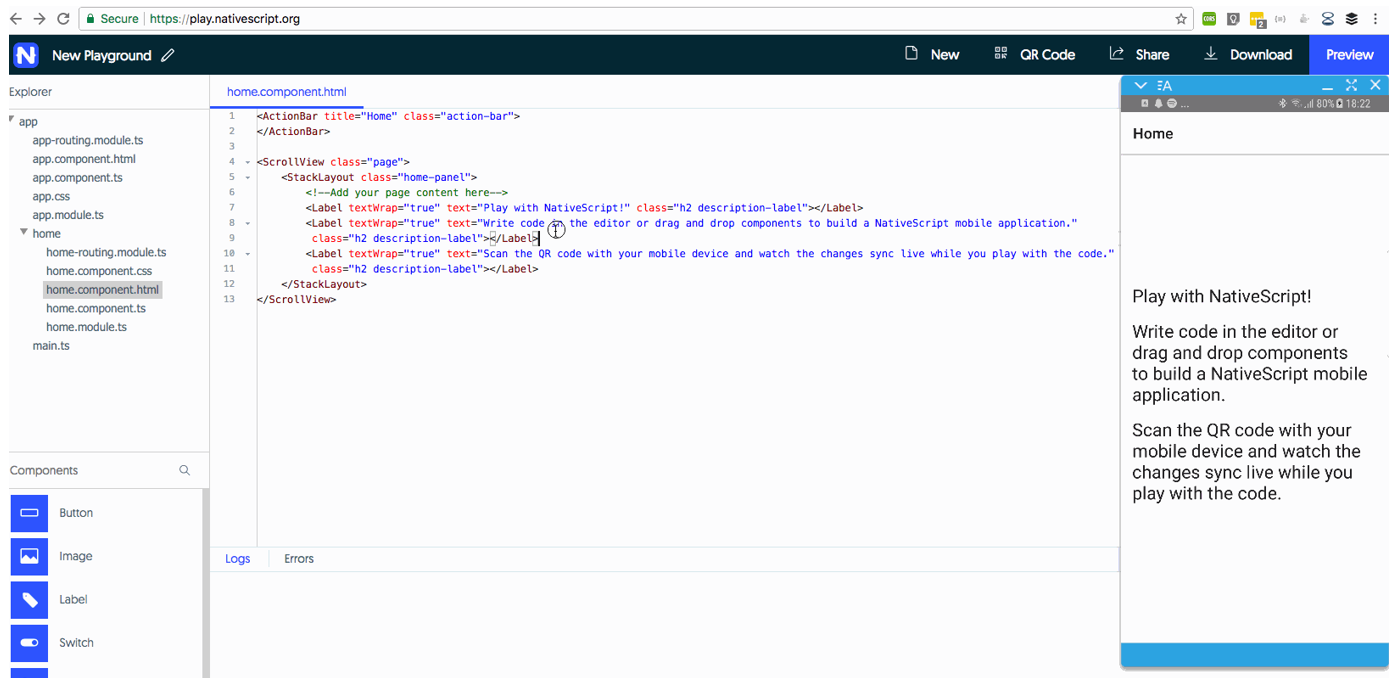 Secure https://play.nativescript.org
CORS
2
N New Playground New QR Code Share Download Preview
Explorer
app
app-routing.module.ts
app.component.html
app.component.ts
app.css
app.module.ts
home
home-routing.module.ts
home.component.css
home.component.html
home.component.ts
home.module.ts
main.ts
Components
Button
Image
Label
Switch
home.component.html
1 <ActionBar title="Home" class="action-bar">
2 </ActionBar>
3
4 <ScrollView class="page">
5 <StackLayout class="home-panel">
6 <!--Add your page content here-->
7 <Label textWrap="true" text="Play with NativeScript!" class="h2 description-label"></Label>
8 <Label textWrap="true" text="Write code in the editor or drag and drop components to build a NativeScript mobile application."
9 class="h2 description-label"></Label>
10 <Label textWrap="true" text="Scan the QR code with your mobile device and watch the changes sync live while you play with the code."
11 class="h2 description-label"></Label>
12 </StackLayout>
13 </ScrollView>
Logs Errors
... 80% 18:22
Home
Play with NativeScript!
Write code in the editor or
drag and drop components
to build a NativeScript mobile
application.
Scan the QR code with your
mobile device and watch the
changes sync live while you
play with the code.